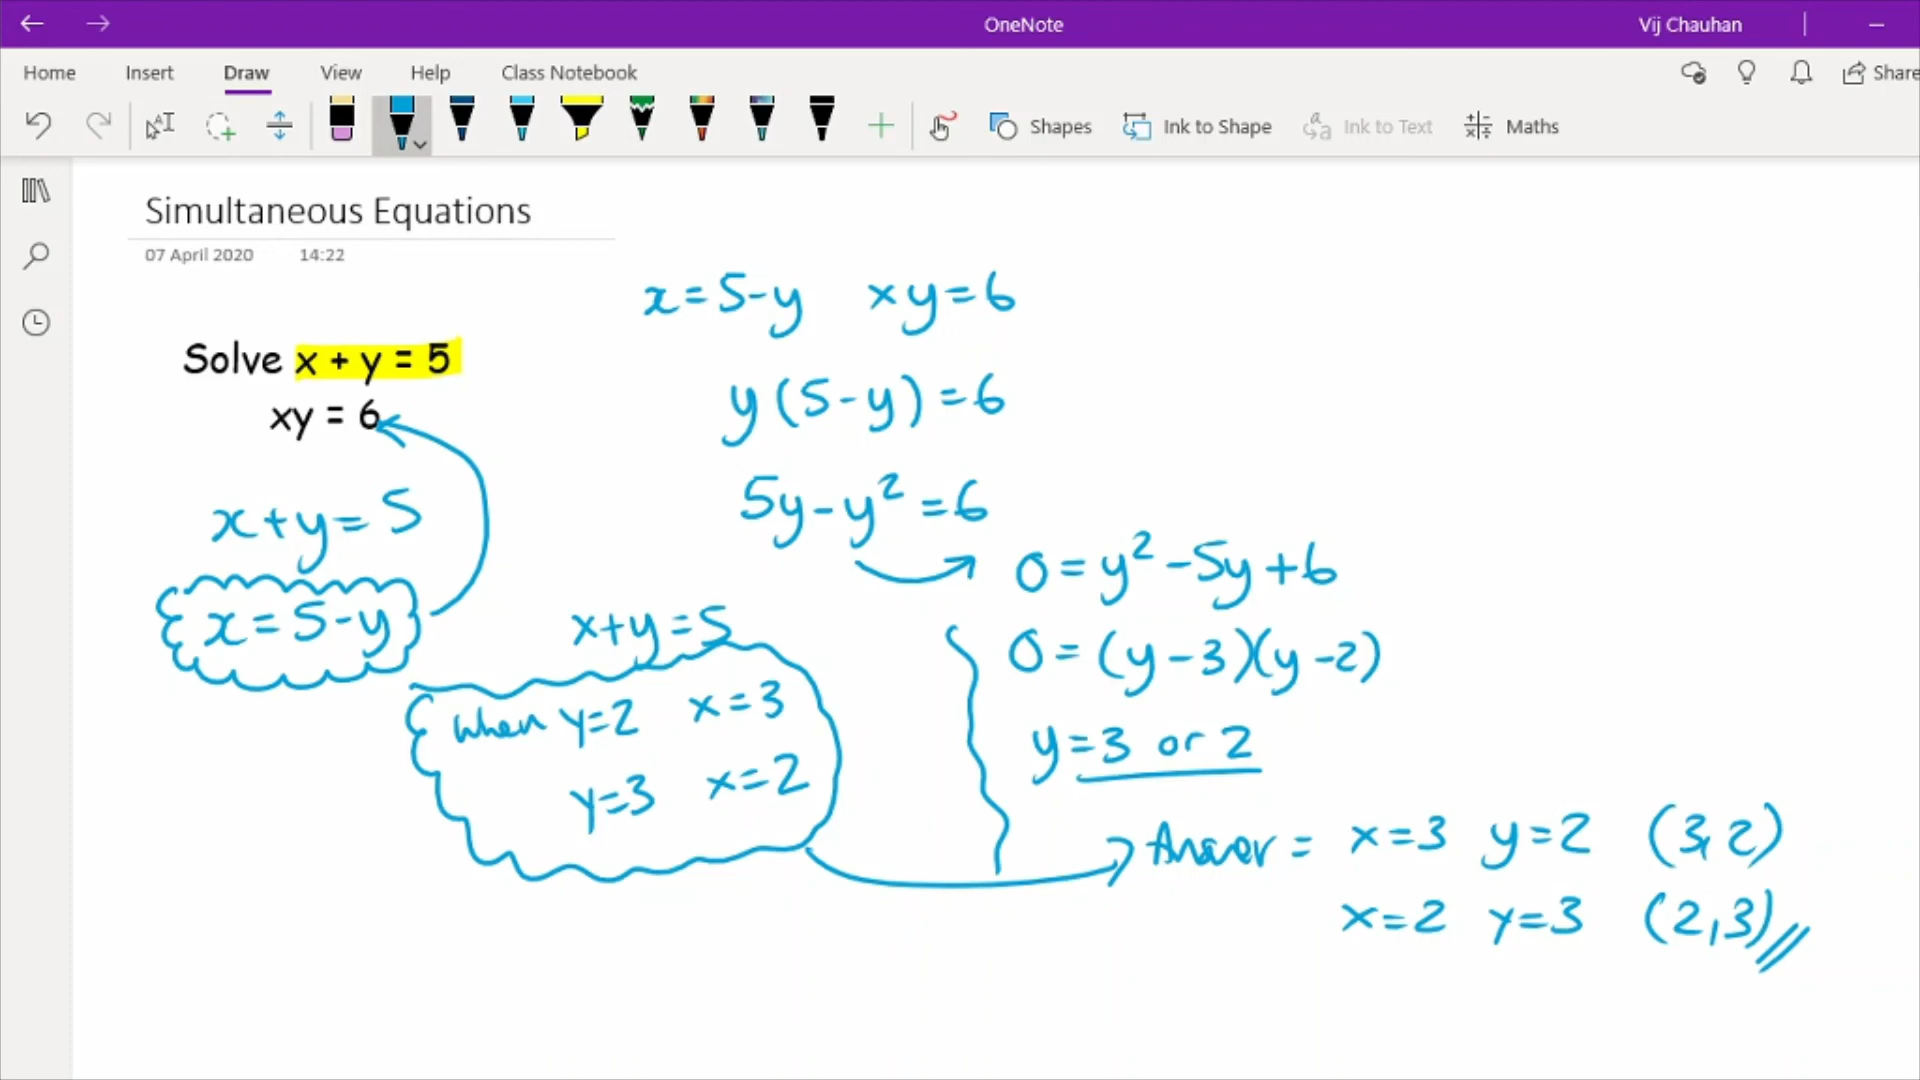 OneNote
Vij Chauhan
Home Insert Draw View Help Class Notebook
Share
Shapes Ink to Shape Ink to Text Maths
Simultaneous Equations
07 April 2020 14:22
Solve x + y = 5
xy = 6
x+y=5
x=5-y
x=5-y xy=6
y(5-y)=6
5y-y²=6
0=y²-5y+6
0=(y-3)(y-2)
y=3 or 2
x+y=5
When y=2 x=3
y=3 x=2
Answer = x=3 y=2 (3,2)
x=2 y=3 (2,3)